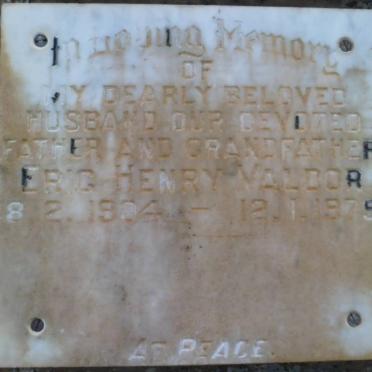 In Loving Memory
OF
MY DEARLY BELOVED
HUSBAND OUR DEVOTED
FATHER AND GRANDFATHER
ERIC HENRY VALDOR
8 2. 1904 — 12.1.1975
AT PEACE.